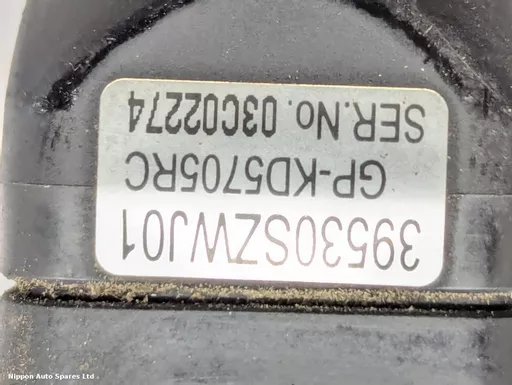 39530SZWJ01
GP-KD5705RC
SER.No. 03C02274
Nippon Auto Spares Ltd